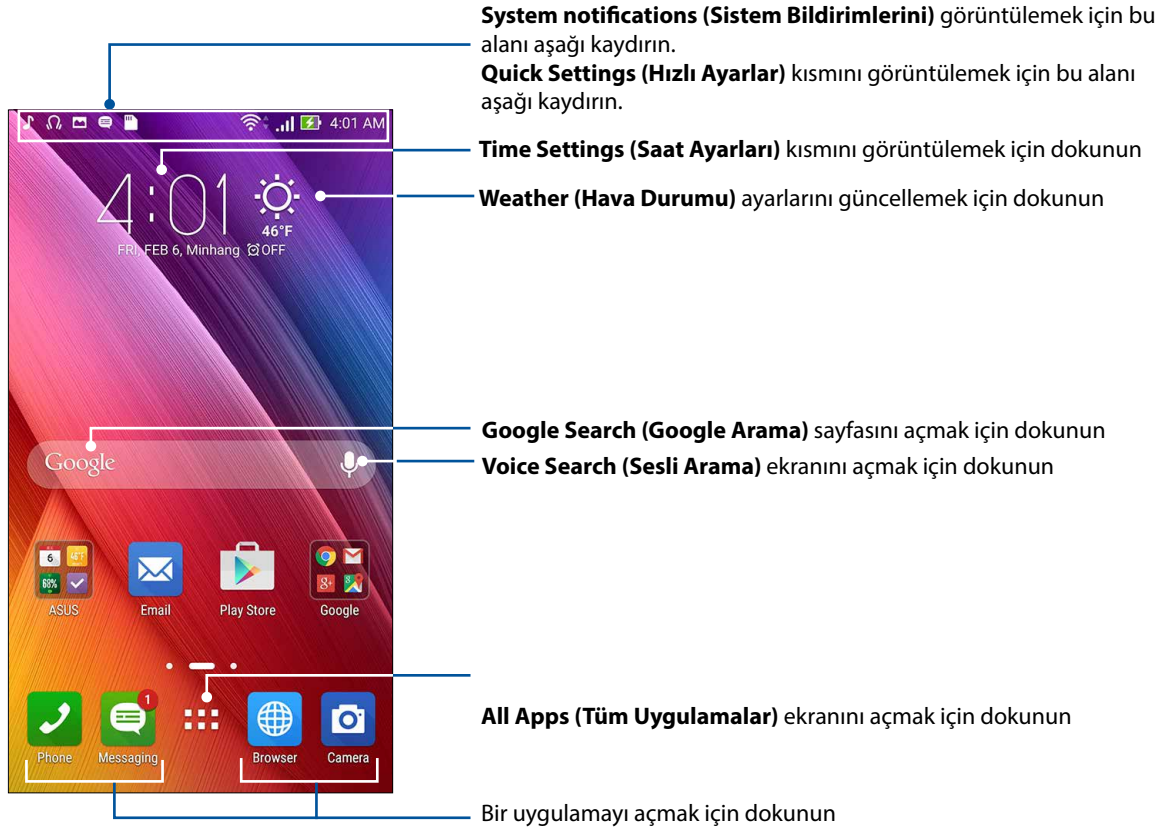 System notifications (Sistem Bildirimlerini) görüntülemek için bu
alanı aşağı kaydırın.
Quick Settings (Hızlı Ayarlar) kısmını görüntülemek için bu alanı
aşağı kaydırın.
4:01 AM
Time Settings (Saat Ayarları) kısmını görüntülemek için dokunun
4:01
Weather (Hava Durumu) ayarlarını güncellemek için dokunun
46°F
FRI, FEB 6, Minhang OFF
Google Search (Google Arama) sayfasını açmak için dokunun
Google
Voice Search (Sesli Arama) ekranını açmak için dokunun
6 46°F
68% 8+ 8
ASUS Email Play Store Google
1
All Apps (Tüm Uygulamalar) ekranını açmak için dokunun
Phone Messaging Browser Camera
Bir uygulamayı açmak için dokunun